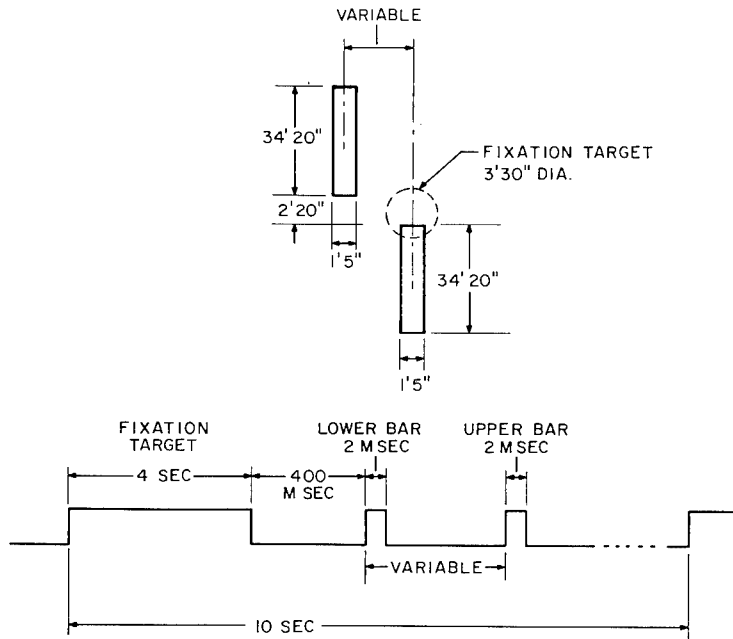 VARIABLE
34' 20"
FIXATION TARGET
3'30" DIA.
2'20"
1'5"
34' 20"
1'5"
FIXATION
TARGET
LOWER BAR
2 M SEC
UPPER BAR
2 M SEC
4 SEC
400
M SEC
VARIABLE
10 SEC